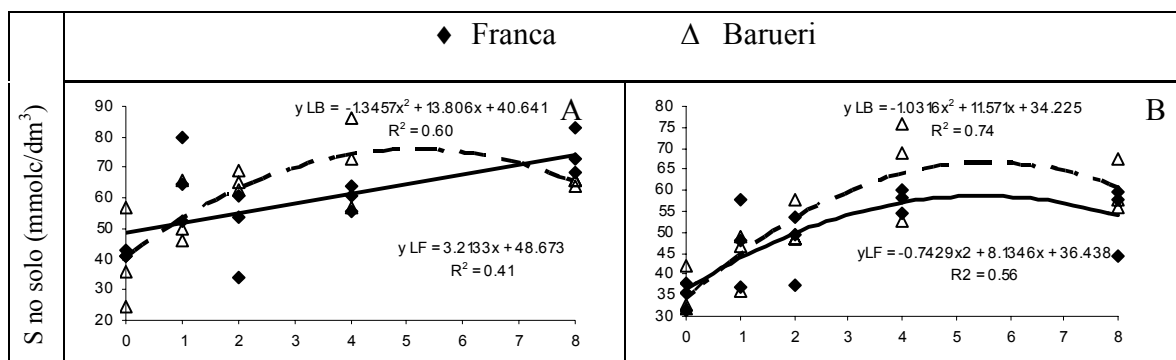 ◆ Franca Δ Barueri
S no solo (mmolc/dm³)
A
y LB = -1.3457x² + 13.806x + 40.641
R² = 0.60
y LF = 3.2133x + 48.673
R² = 0.41
90
80
70
60
50
40
30
20
0 1 2 3 4 5 6 7 8
B
y LB = -1.0316x² + 11.571x + 34.225
R² = 0.74
yLF = -0.7429x2 + 8.1346x + 36.438
R2 = 0.56
85
80
75
70
65
60
55
50
45
40
35
30
0 1 2 3 4 5 6 7 8